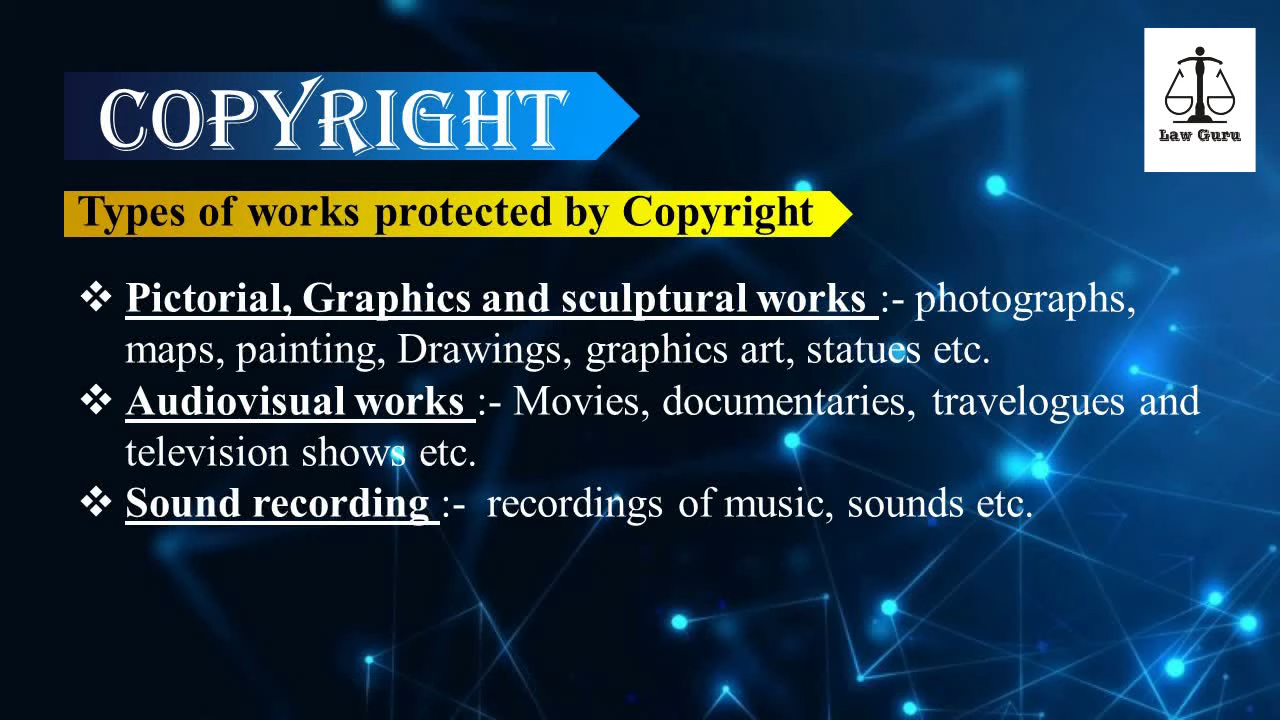 COPYRIGHT
Law Guru
Types of works protected by Copyright
❖ Pictorial, Graphics and sculptural works :- photographs,
maps, painting, Drawings, graphics art, statues etc.
❖ Audiovisual works :- Movies, documentaries, travelogues and
television shows etc.
❖ Sound recording :- recordings of music, sounds etc.